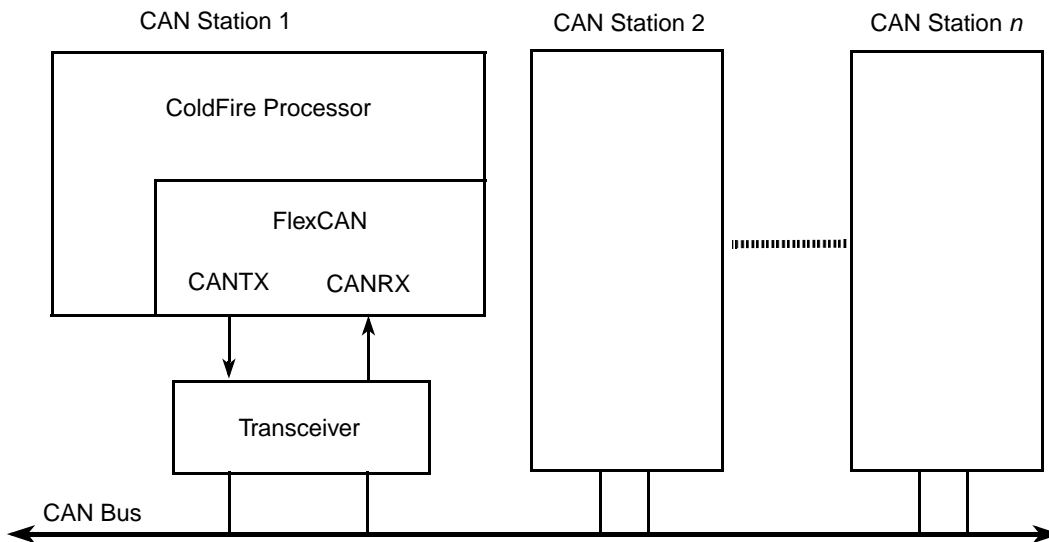 CAN Station 1
CAN Station 2
CAN Station n
ColdFire Processor
FlexCAN
CANTX
CANRX
Transceiver
CAN Bus